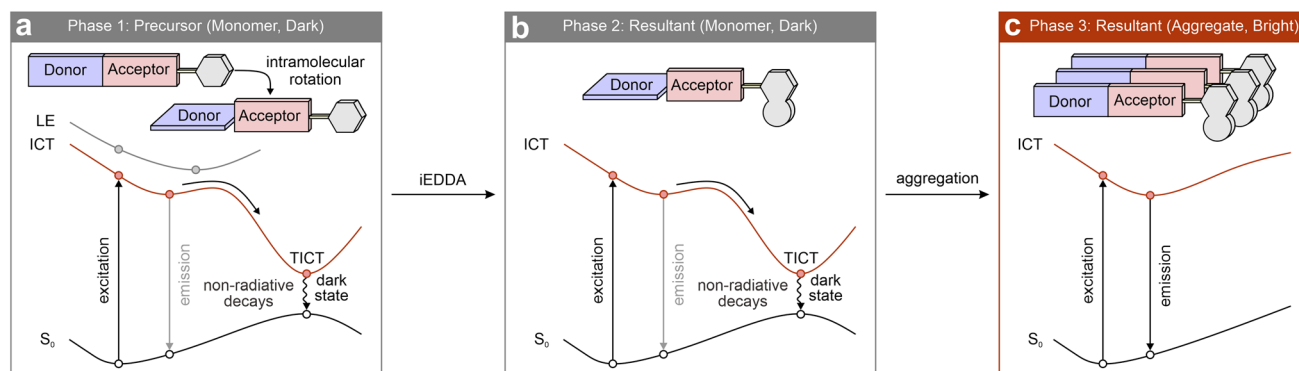 a
Phase 1: Precursor (Monomer, Dark)
Donor
Acceptor
intramolecular
rotation
Donor
Acceptor
LE
ICT
excitation
emission
TICT
non-radiative
decays
dark
state
S₀
iEDDA
b
Phase 2: Resultant (Monomer, Dark)
Donor
Acceptor
ICT
excitation
emission
TICT
non-radiative
decays
dark
state
S₀
aggregation
c
Phase 3: Resultant (Aggregate, Bright)
Donor
Acceptor
ICT
excitation
emission
S₀